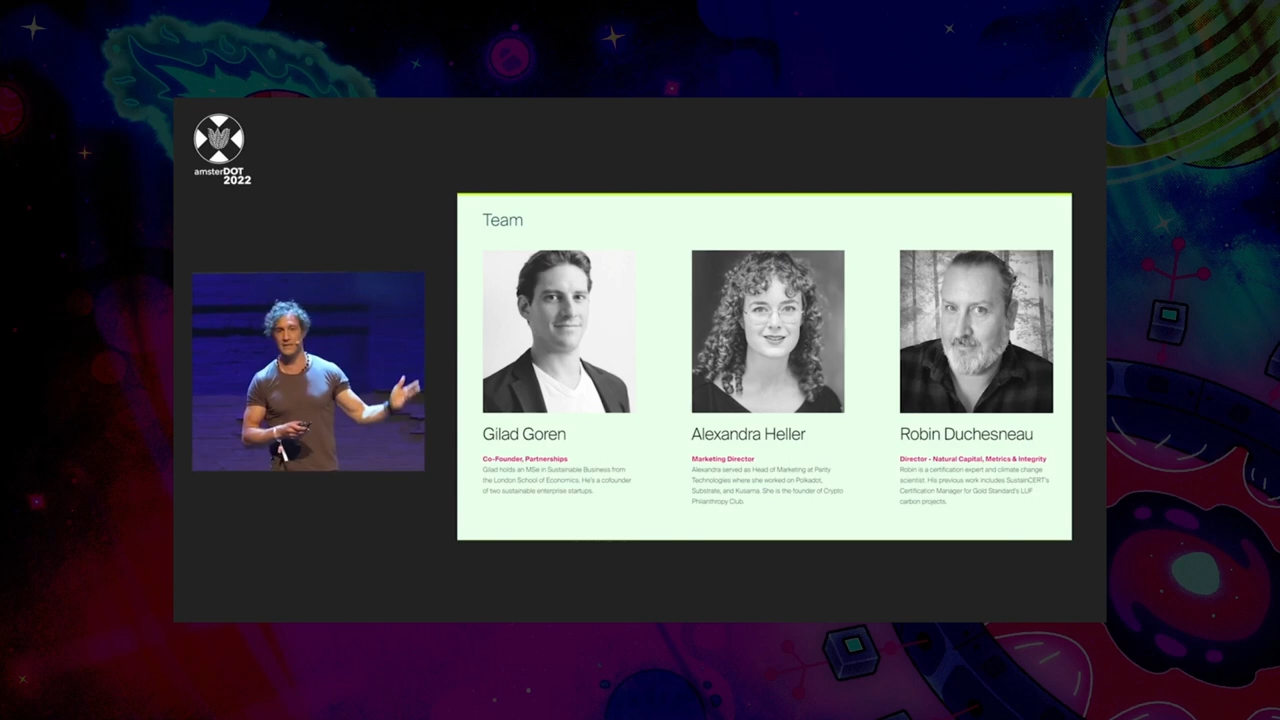 amsterDOT
2022
Team
Gilad Goren
Co-Founder, Partnerships
Gilad holds an MSe in Sustainable Business from
the London School of Economics. He's a cofounder
of two sustainable enterprise startups.
Alexandra Heller
Marketing Director
Alexandra served as Head of Marketing at Parity
Technologies where she worked on Polkadot,
Substrate, and Kusama. She is the founder of Crypto
Philanthropy Club.
Robin Duchesneau
Director - Natural Capital, Metrics & Integrity
Robin is a certification expert and climate change
scientist. His previous work includes SustainCERT's
Certification Manager for Gold Standard's LUF
carbon projects.